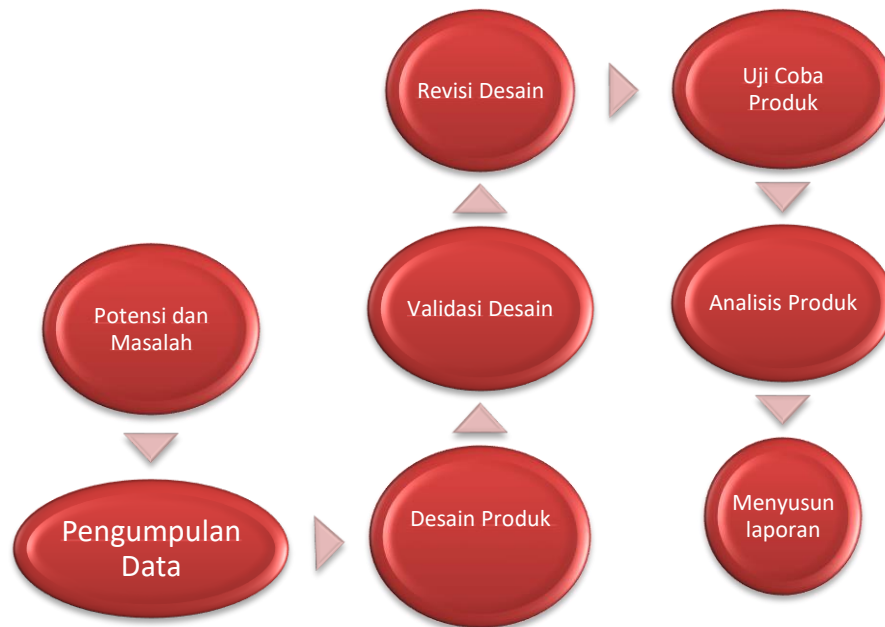 Potensi dan
Masalah
Pengumpulan
Data
Desain Produk
Validasi Desain
Revisi Desain
Uji Coba
Produk
Analisis Produk
Menyusun
laporan